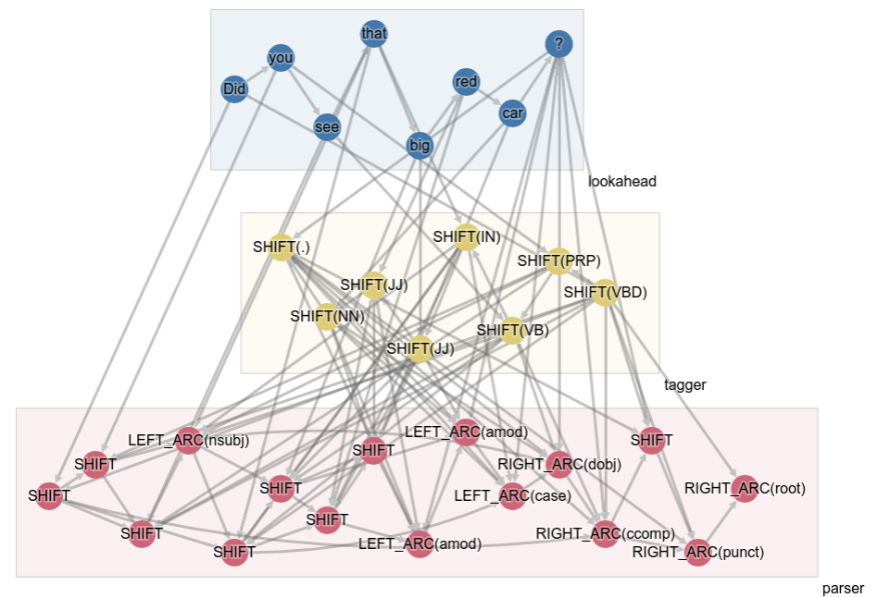 that
?
you
red
Did
car
see
big
lookahead
SHIFT(IN)
SHIFT(.)
SHIFT(PRP)
SHIFT(JJ)
SHIFT(VBD)
SHIFT(NN)
SHIFT(VB)
SHIFT(JJ)
tagger
LEFT_ARC(amod)
LEFT_ARC(nsubj)
SHIFT
SHIFT
SHIFT
RIGHT_ARC(dobj)
SHIFT
RIGHT_ARC(root)
SHIFT
LEFT_ARC(case)
SHIFT
SHIFT
RIGHT_ARC(ccomp)
LEFT_ARC(amod)
SHIFT
RIGHT_ARC(punct)
parser